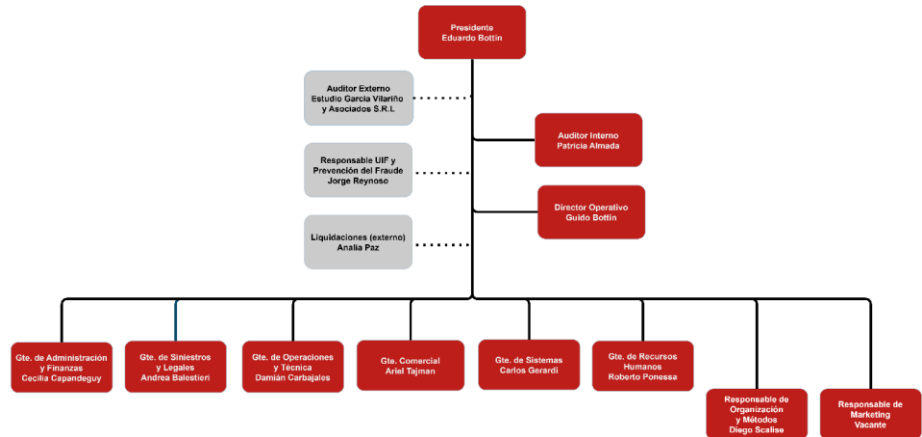 Presidente
Eduardo Bottin
Auditor Externo
Estudio García Vilariño
y Asociados S.R.L
Auditor Interno
Patricia Almada
Responsable UIF y
Prevención del Fraude
Jorge Reynoso
Director Operativo
Guido Bottin
Liquidaciones (externo)
Analía Paz
Gte. de Administración
y Finanzas
Cecilia Capandeguy
Gte. de Siniestros
y Legales
Andrea Balestieri
Gte. de Operaciones
y Técnica
Damián Carbajales
Gte. Comercial
Ariel Tajman
Gte. de Sistemas
Carlos Gerardi
Gte. de Recursos
Humanos
Roberto Ponessa
Responsable de
Organización
y Métodos
Diego Scalise
Responsable de
Marketing
Vacante